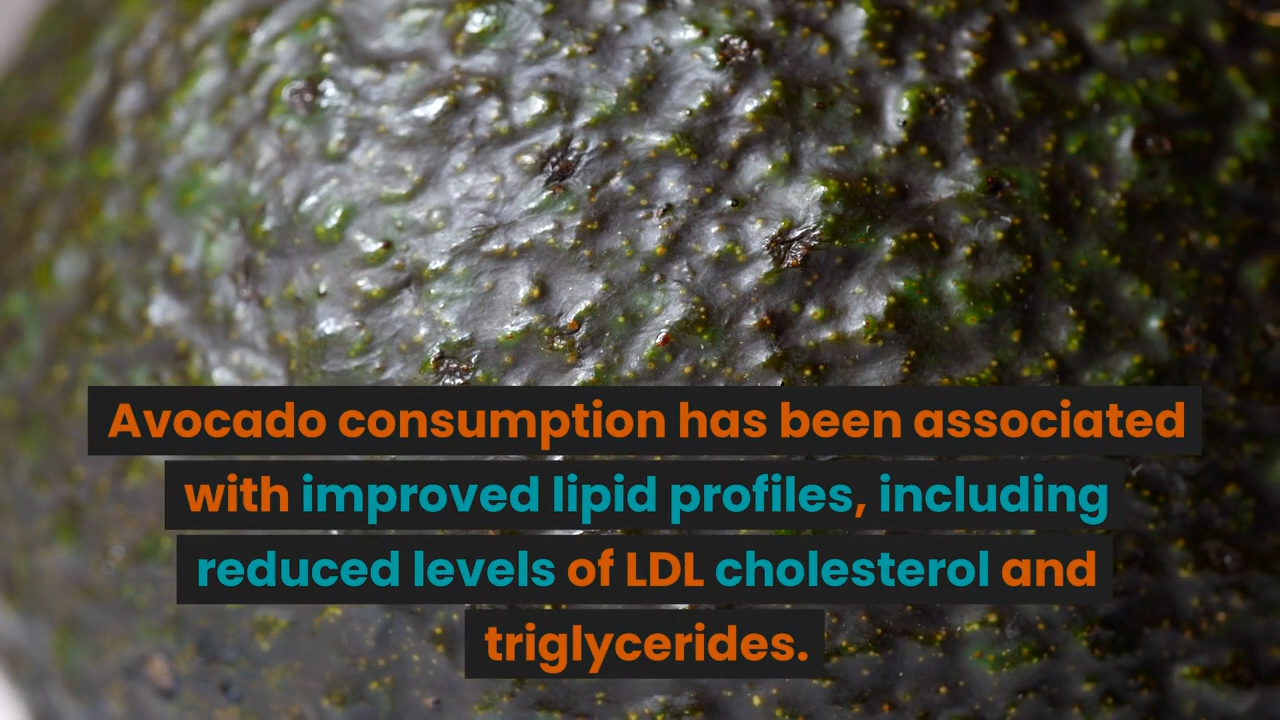 Avocado consumption has been associated
with improved lipid profiles, including
reduced levels of LDL cholesterol and
triglycerides.